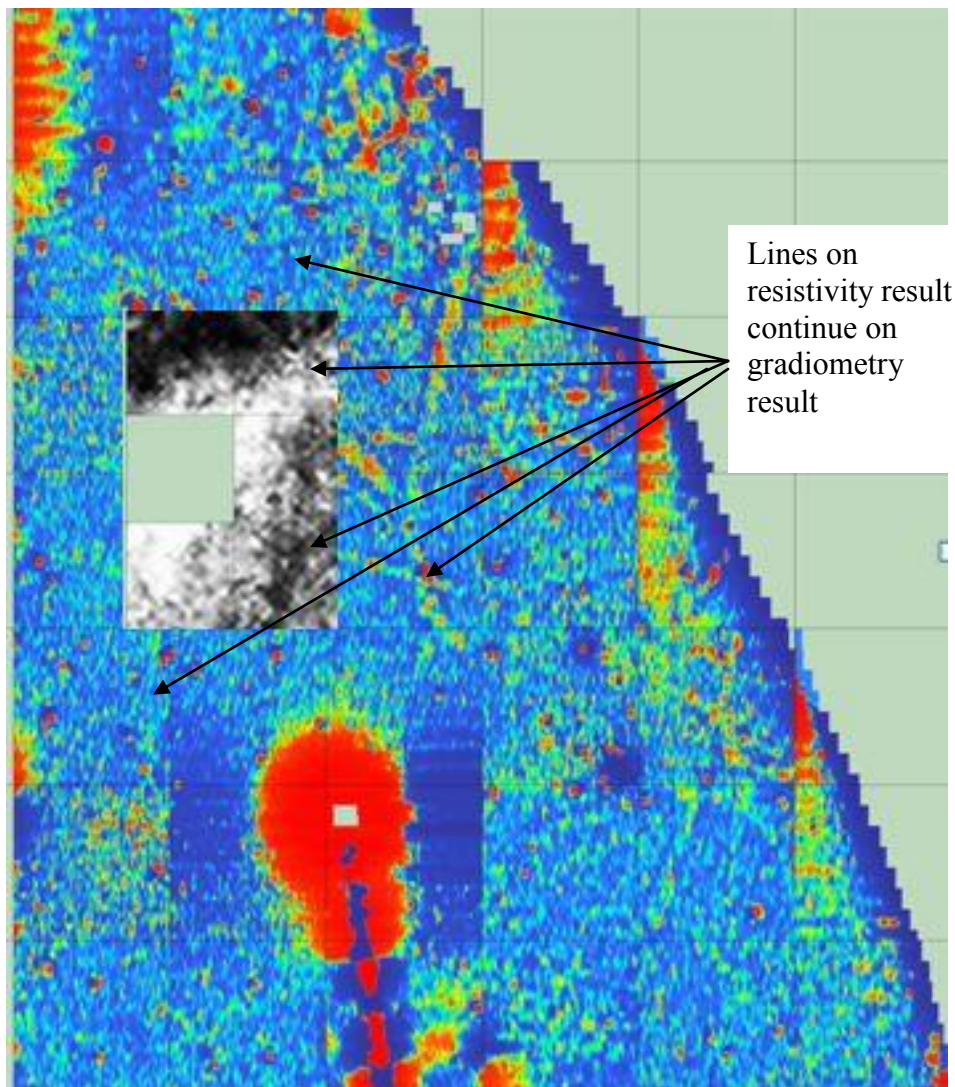 Lines on
resistivity result
continue on
gradiometry
result